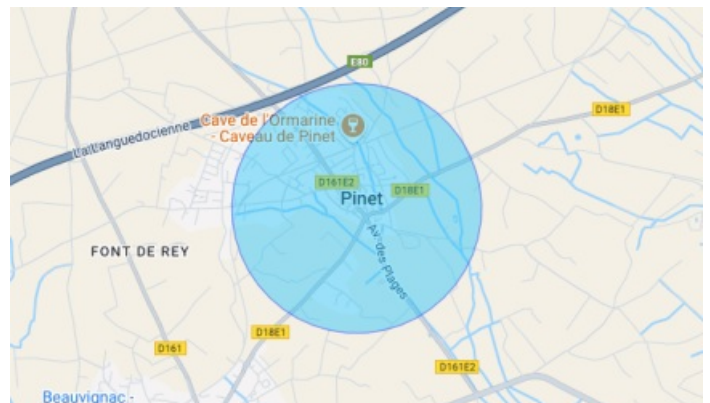 E80
La Languedocienne
Cave de l'Ormarine
- Caveau de Pinet
D18E1
D161E2
D18E1
Pinet
Av. des Plages
FONT DE REY
D18E1
D161
D161E2
Beauvignac -